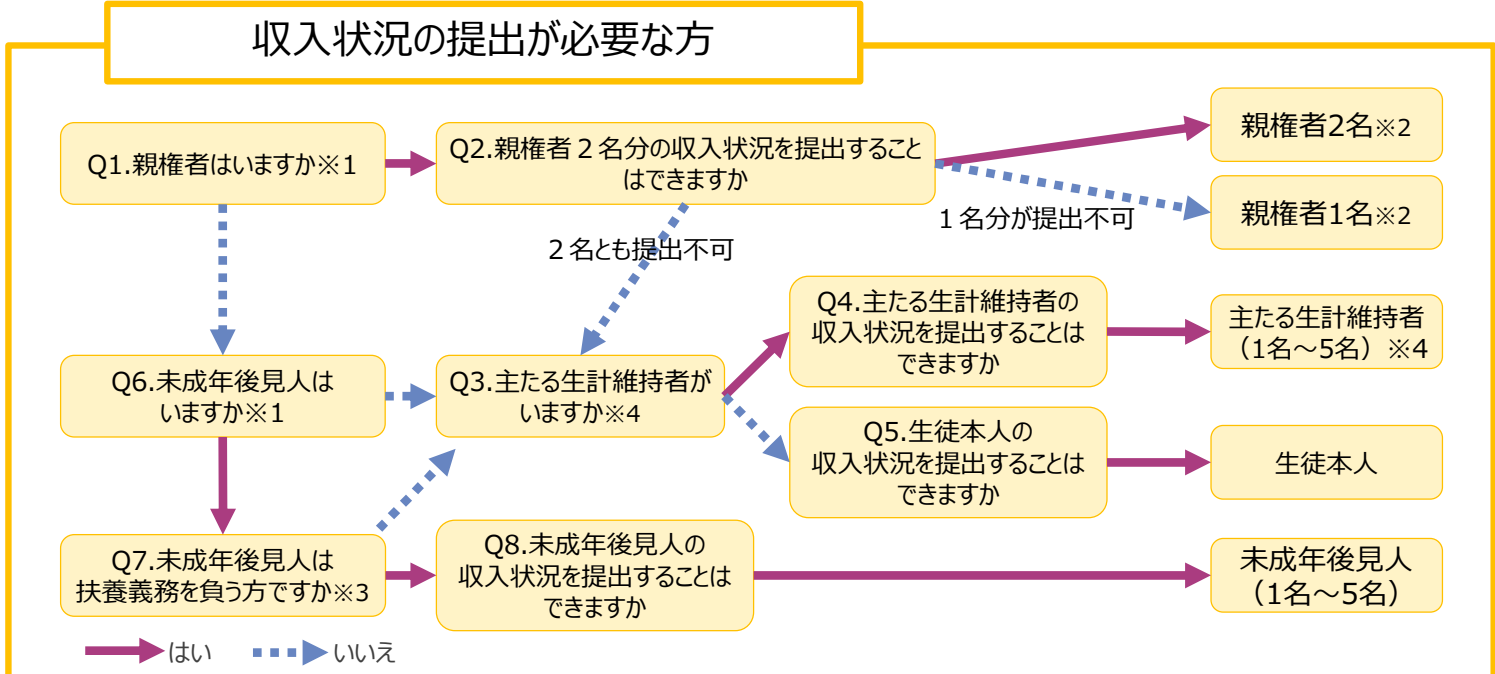 収入状況の提出が必要な方
Q1.親権者はいますか※1
Q2.親権者２名分の収入状況を提出すること
はできますか
親権者2名※2
親権者1名※2
１名分が提出不可
２名とも提出不可
Q6.未成年後見人は
いますか※1
Q3.主たる生計維持者が
いますか※4
Q4.主たる生計維持者の
収入状況を提出することは
できますか
主たる生計維持者
（1名～5名）※4
Q5.生徒本人の
収入状況を提出することは
できますか
生徒本人
Q7.未成年後見人は
扶養義務を負う方ですか※3
Q8.未成年後見人の
収入状況を提出することは
できますか
未成年後見人
（1名～5名）
はい
いいえ